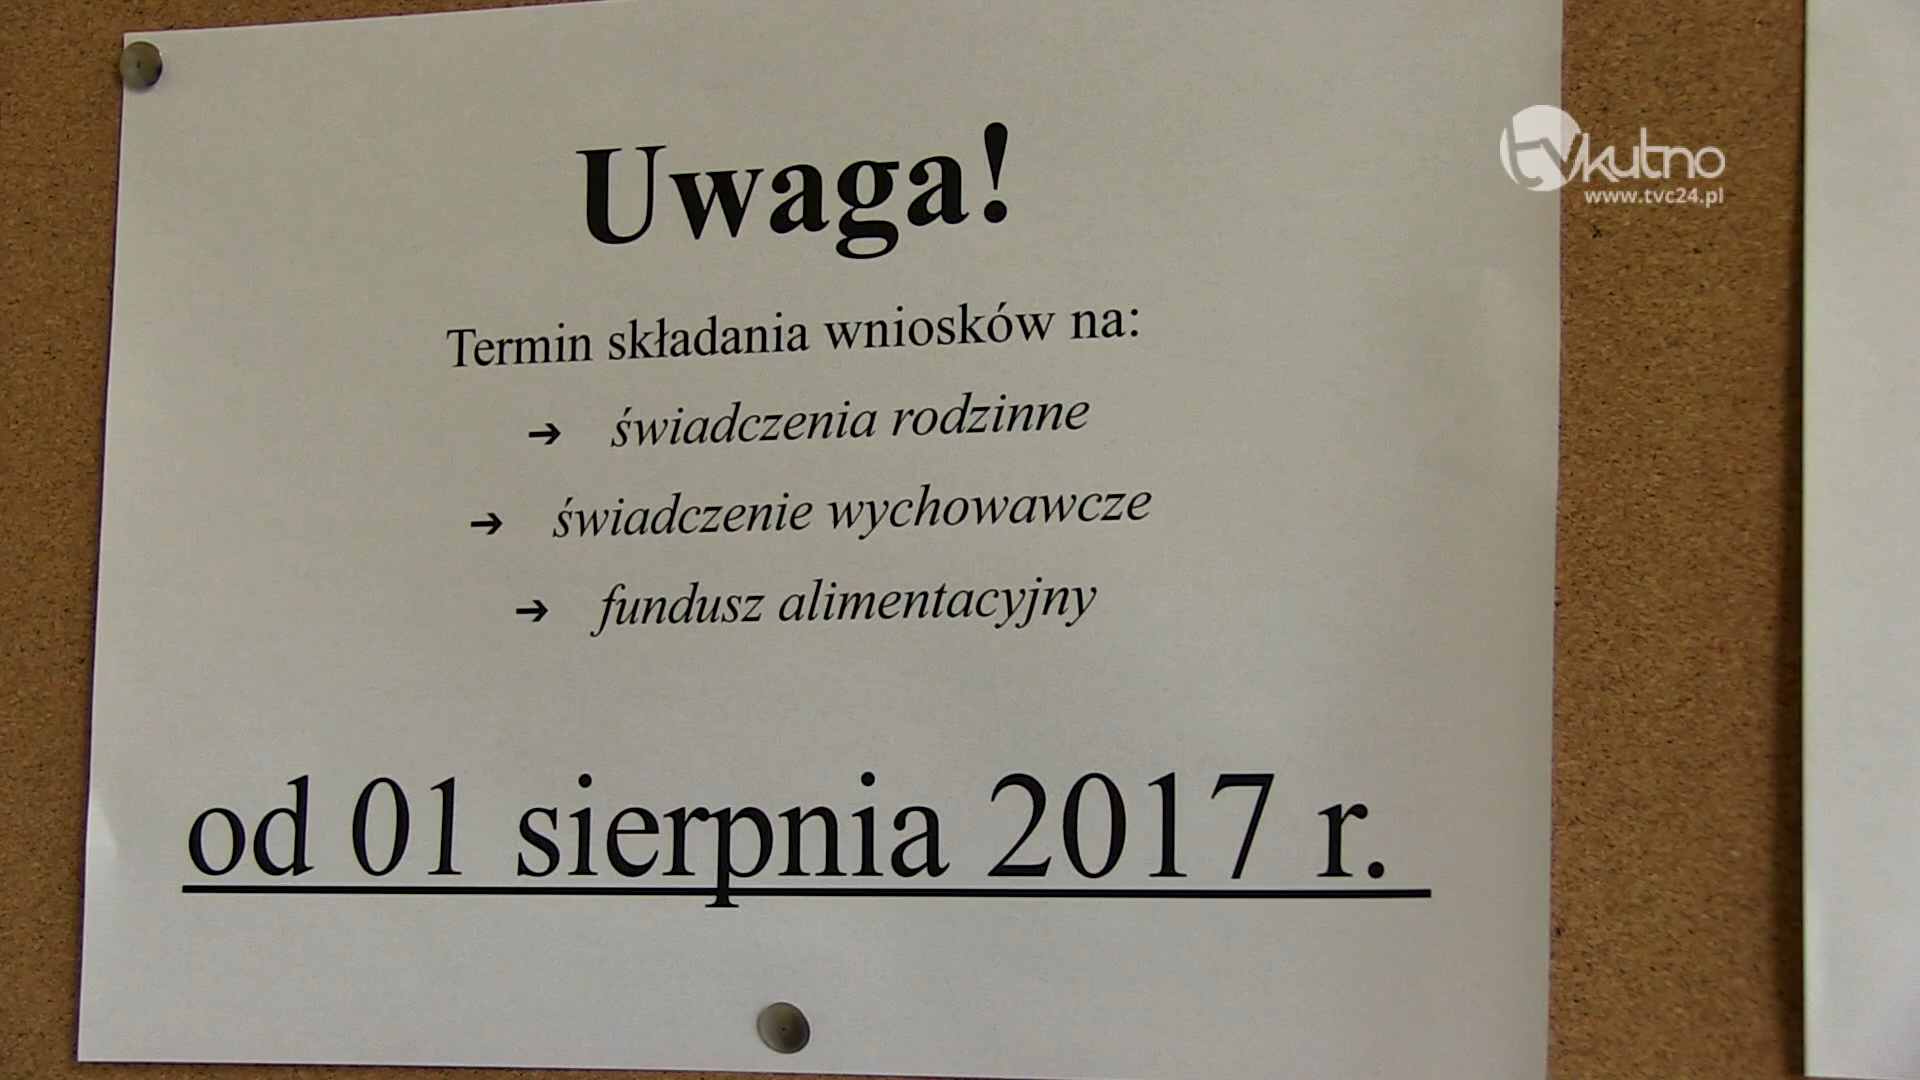 Uwaga!
Termin składania wniosków na:
➔ świadczenia rodzinne
➔ świadczenie wychowawcze
➔ fundusz alimentacyjny
od 01 sierpnia 2017 r.
tvkutno
www.tvc24.pl